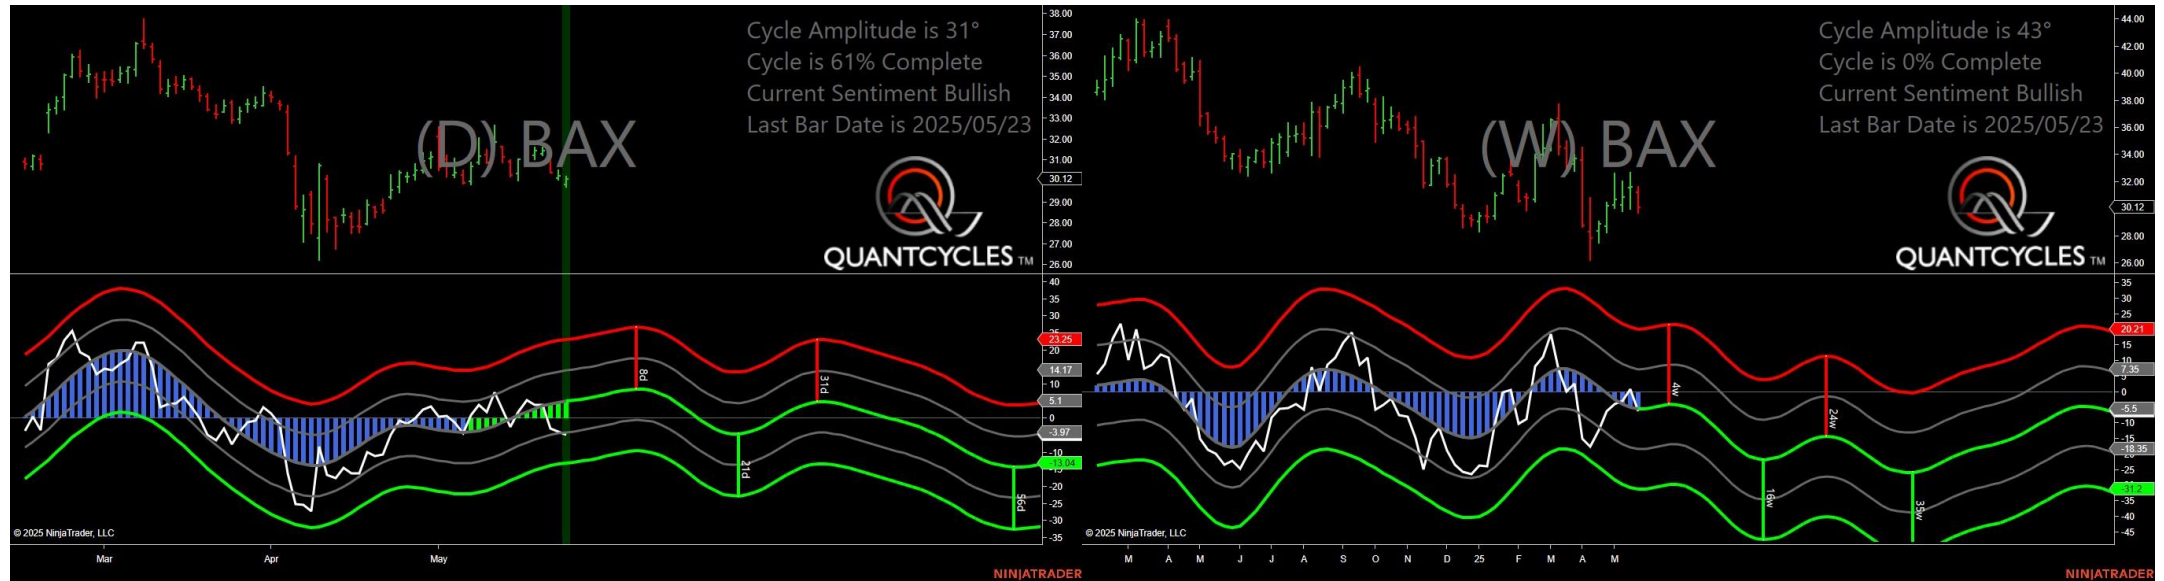 Cycle Amplitude is 31°
Cycle is 61% Complete
Current Sentiment Bullish
Last Bar Date is 2025/05/23
(D) BAX
QUANTCYCLES TM
38.00
37.00
36.00
35.00
34.00
33.00
32.00
31.00
30.12
29.00
28.00
27.00
26.00
40
35
30
23.25
20
14.17
10
5.1
0
-3.97
-10
-13.04
-15
-20
-25
-30
-35
8d
21d
31d
56d
© 2025 NinjaTrader, LLC
Mar
Apr
May
NINJATRADER
Cycle Amplitude is 43°
Cycle is 0% Complete
Current Sentiment Bullish
Last Bar Date is 2025/05/23
(W) BAX
QUANTCYCLES TM
44.00
42.00
40.00
38.00
36.00
34.00
32.00
30.12
28.00
26.00
35
30
25
20.21
15
10
7.35
5
0
-5.5
-10
-15
-18.35
-25
-31.2
-35
-40
-45
4w
16w
24w
35w
© 2025 NinjaTrader, LLC
M A M J J A S O N D 25 F M A M
NINJATRADER